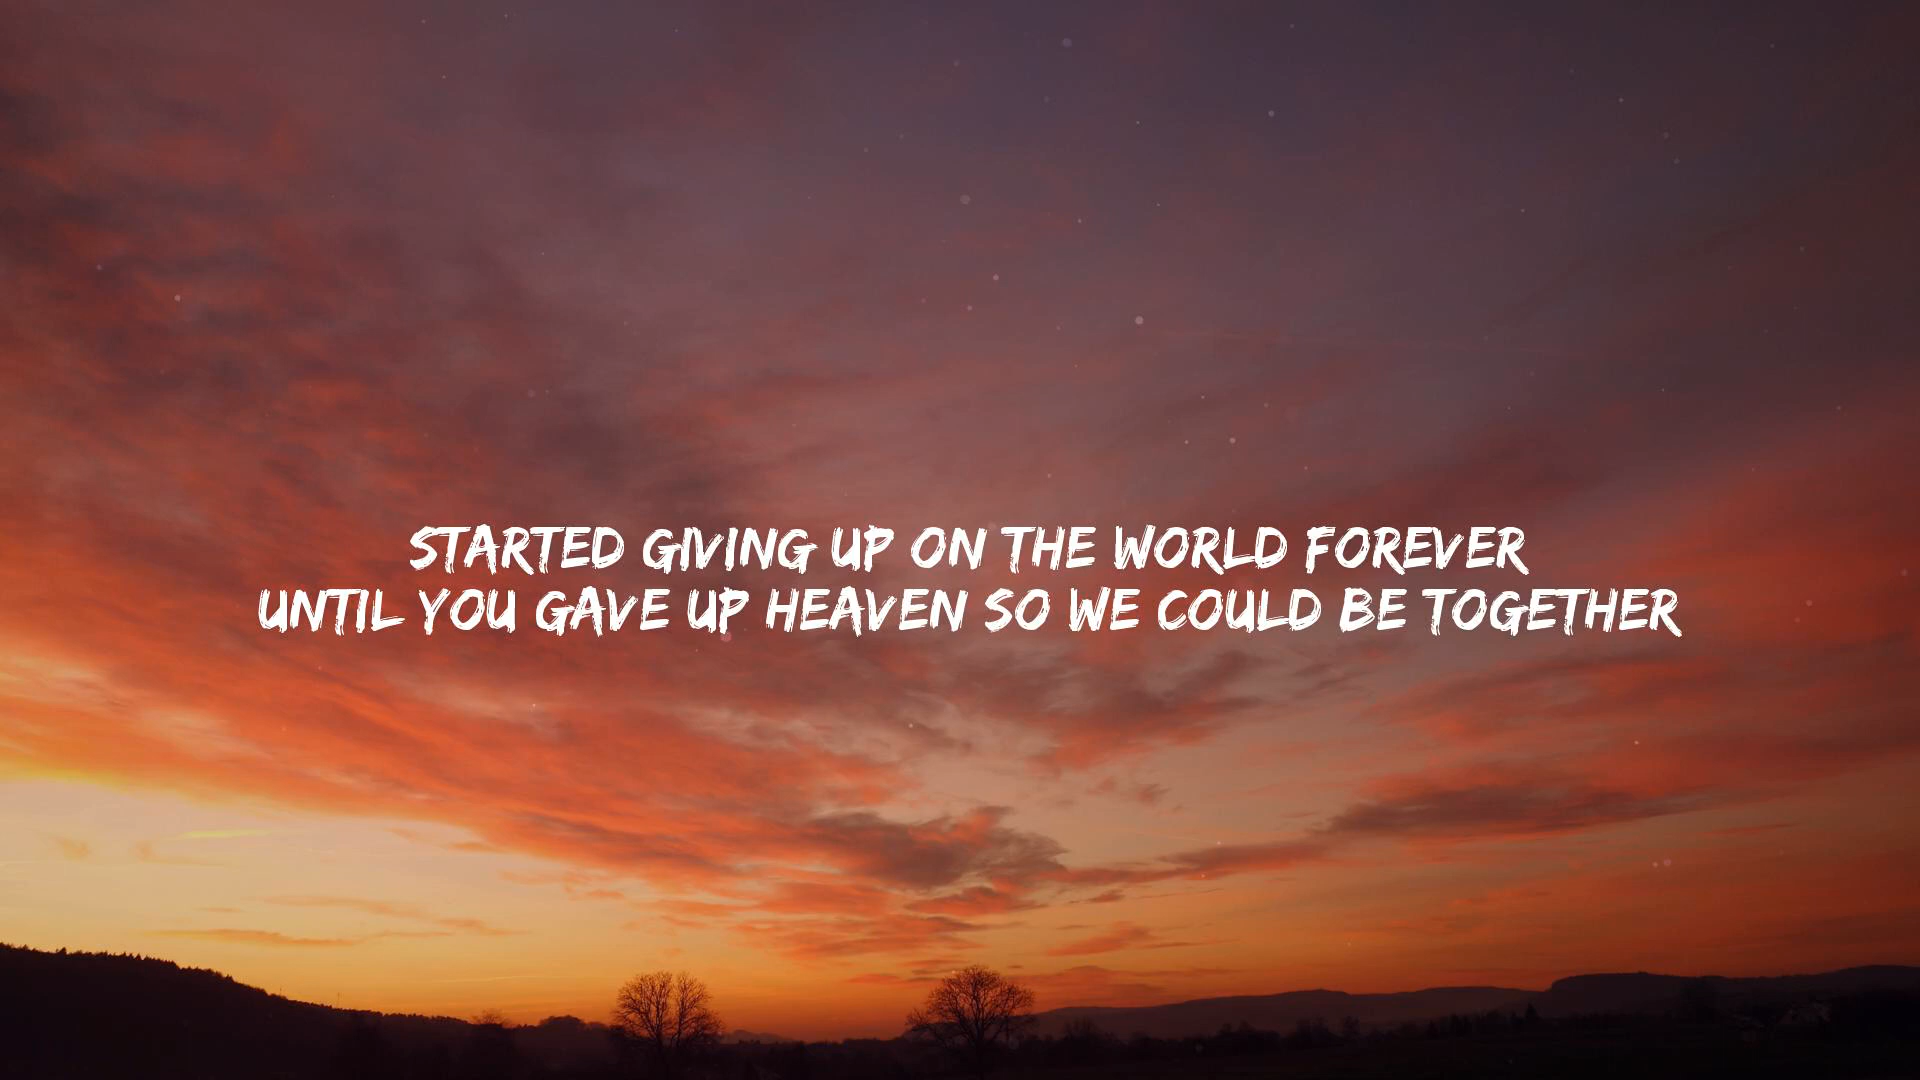 STARTED GIVING UP ON THE WORLD FOREVER
UNTIL YOU GAVE UP HEAVEN SO WE COULD BE TOGETHER